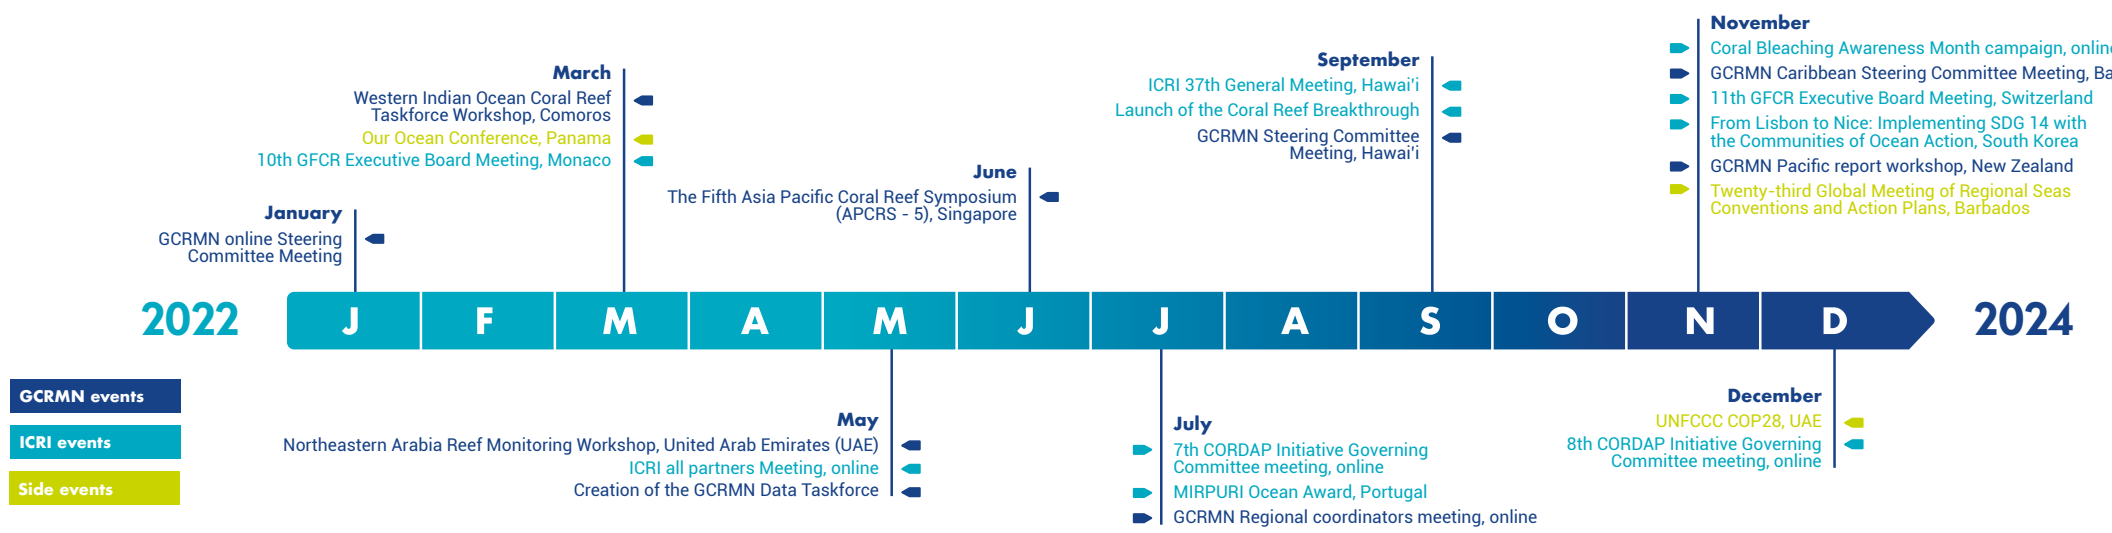 November
Coral Bleaching Awareness Month campaign, online
GCRMN Caribbean Steering Committee Meeting,
11th GFCR Executive Board Meeting, Switzerland
From Lisbon to Nice: Implementing SDG 14 with
the Communities of Ocean Action, South Korea
GCRMN Pacific report workshop, New Zealand
Twenty-third Global Meeting of Regional Seas
Conventions and Action Plans, Barbados
September
ICRI 37th General Meeting, Hawai'i
Launch of the Coral Reef Breakthrough
GCRMN Steering Committee
Meeting, Hawai'i
March
Western Indian Ocean Coral Reef
Taskforce Workshop, Comoros
Our Ocean Conference, Panama
10th GFCR Executive Board Meeting, Monaco
June
The Fifth Asia Pacific Coral Reef Symposium
(APCRS - 5), Singapore
January
GCRMN online Steering
Committee Meeting
2022 J F M A M J J A S O N D 2024
GCRMN events
ICRI events
Side events
May
Northeastern Arabia Reef Monitoring Workshop, United Arab Emirates (UAE)
ICRI all partners Meeting, online
Creation of the GCRMN Data Taskforce
July
7th CORDAP Initiative Governing
Committee meeting, online
MIRPURI Ocean Award, Portugal
GCRMN Regional coordinators meeting, online
December
UNFCCC COP28, UAE
8th CORDAP Initiative Governing
Committee meeting, online